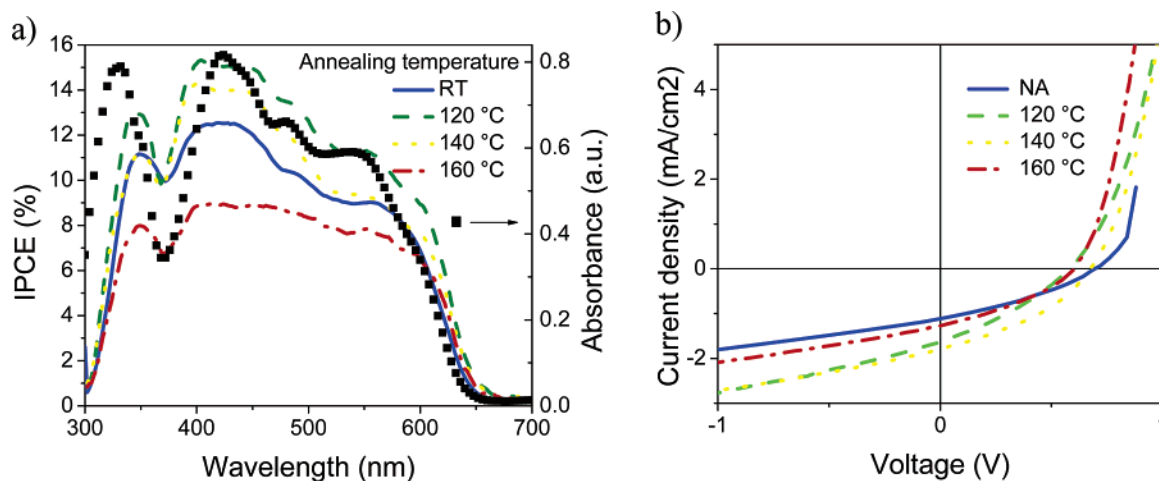 a)
16
14
12
10
8
6
4
2
0
IPCE (%)
300
400
500
600
700
Wavelength (nm)
Annealing temperature
RT
120 °C
140 °C
160 °C
0.8
0.6
0.4
0.2
0.0
Absorbance (a.u.)
b)
4
2
0
-2
Current density (mA/cm2)
-1
0
1
Voltage (V)
NA
120 °C
140 °C
160 °C